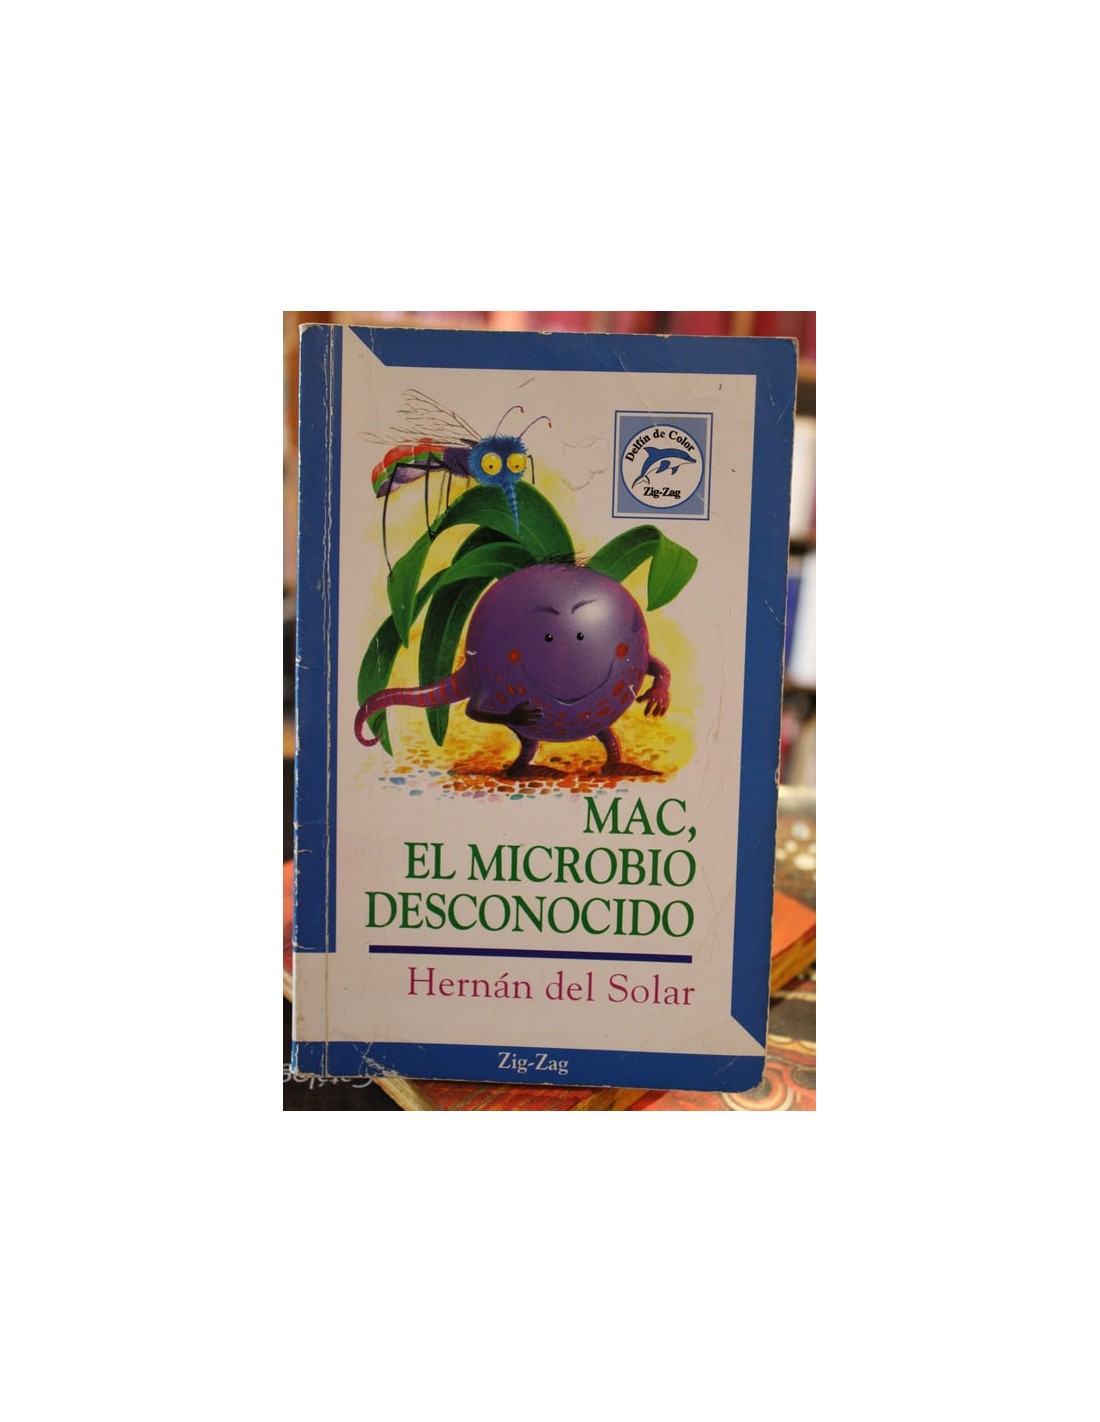 Delfín de Color
Zig-Zag
MAC,
EL MICROBIO
DESCONOCIDO
Hernán del Solar
Zig-Zag